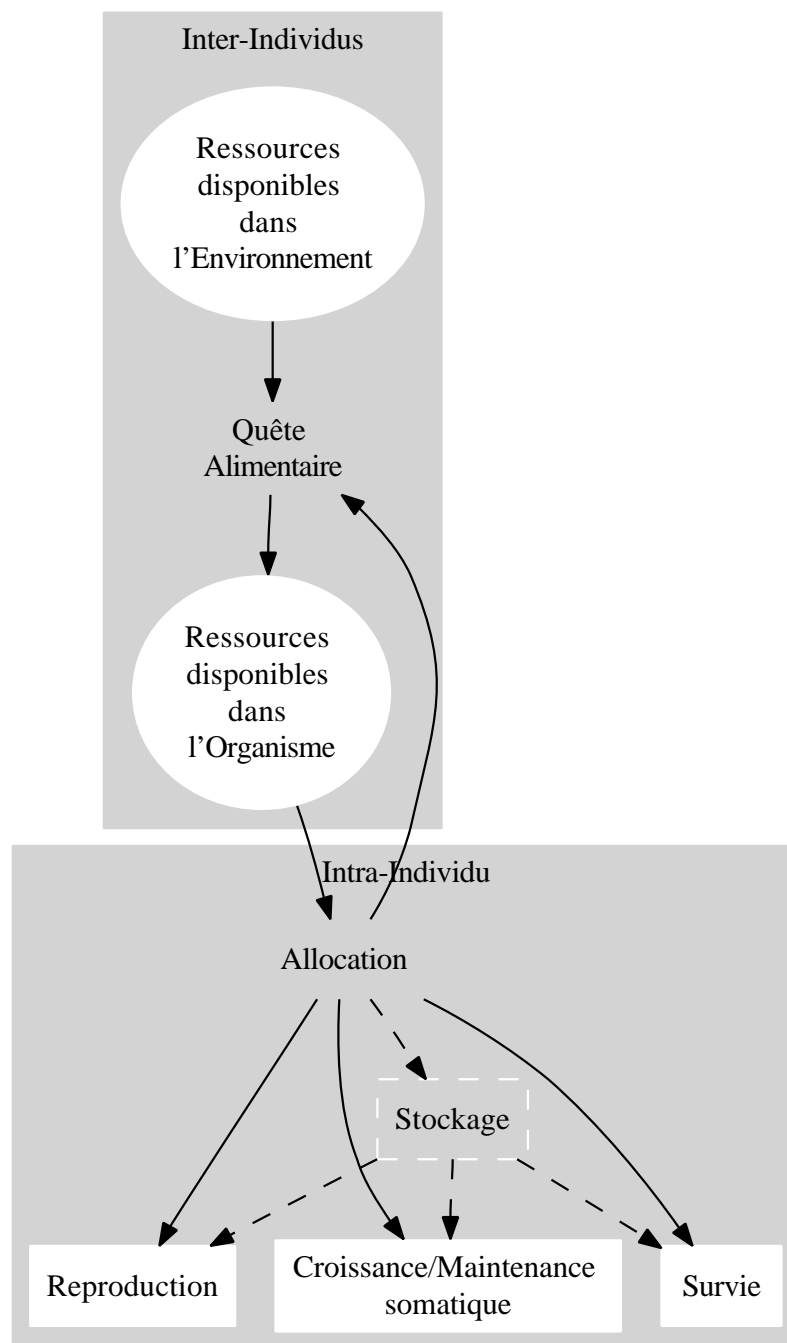 Inter-Individus
Ressources
disponibles
dans
l’Environnement
Quête
Alimentaire
Ressources
disponibles
dans
l’Organisme
Intra-Individu
Allocation
Stockage
Reproduction
Croissance/Maintenance
somatique
Survie